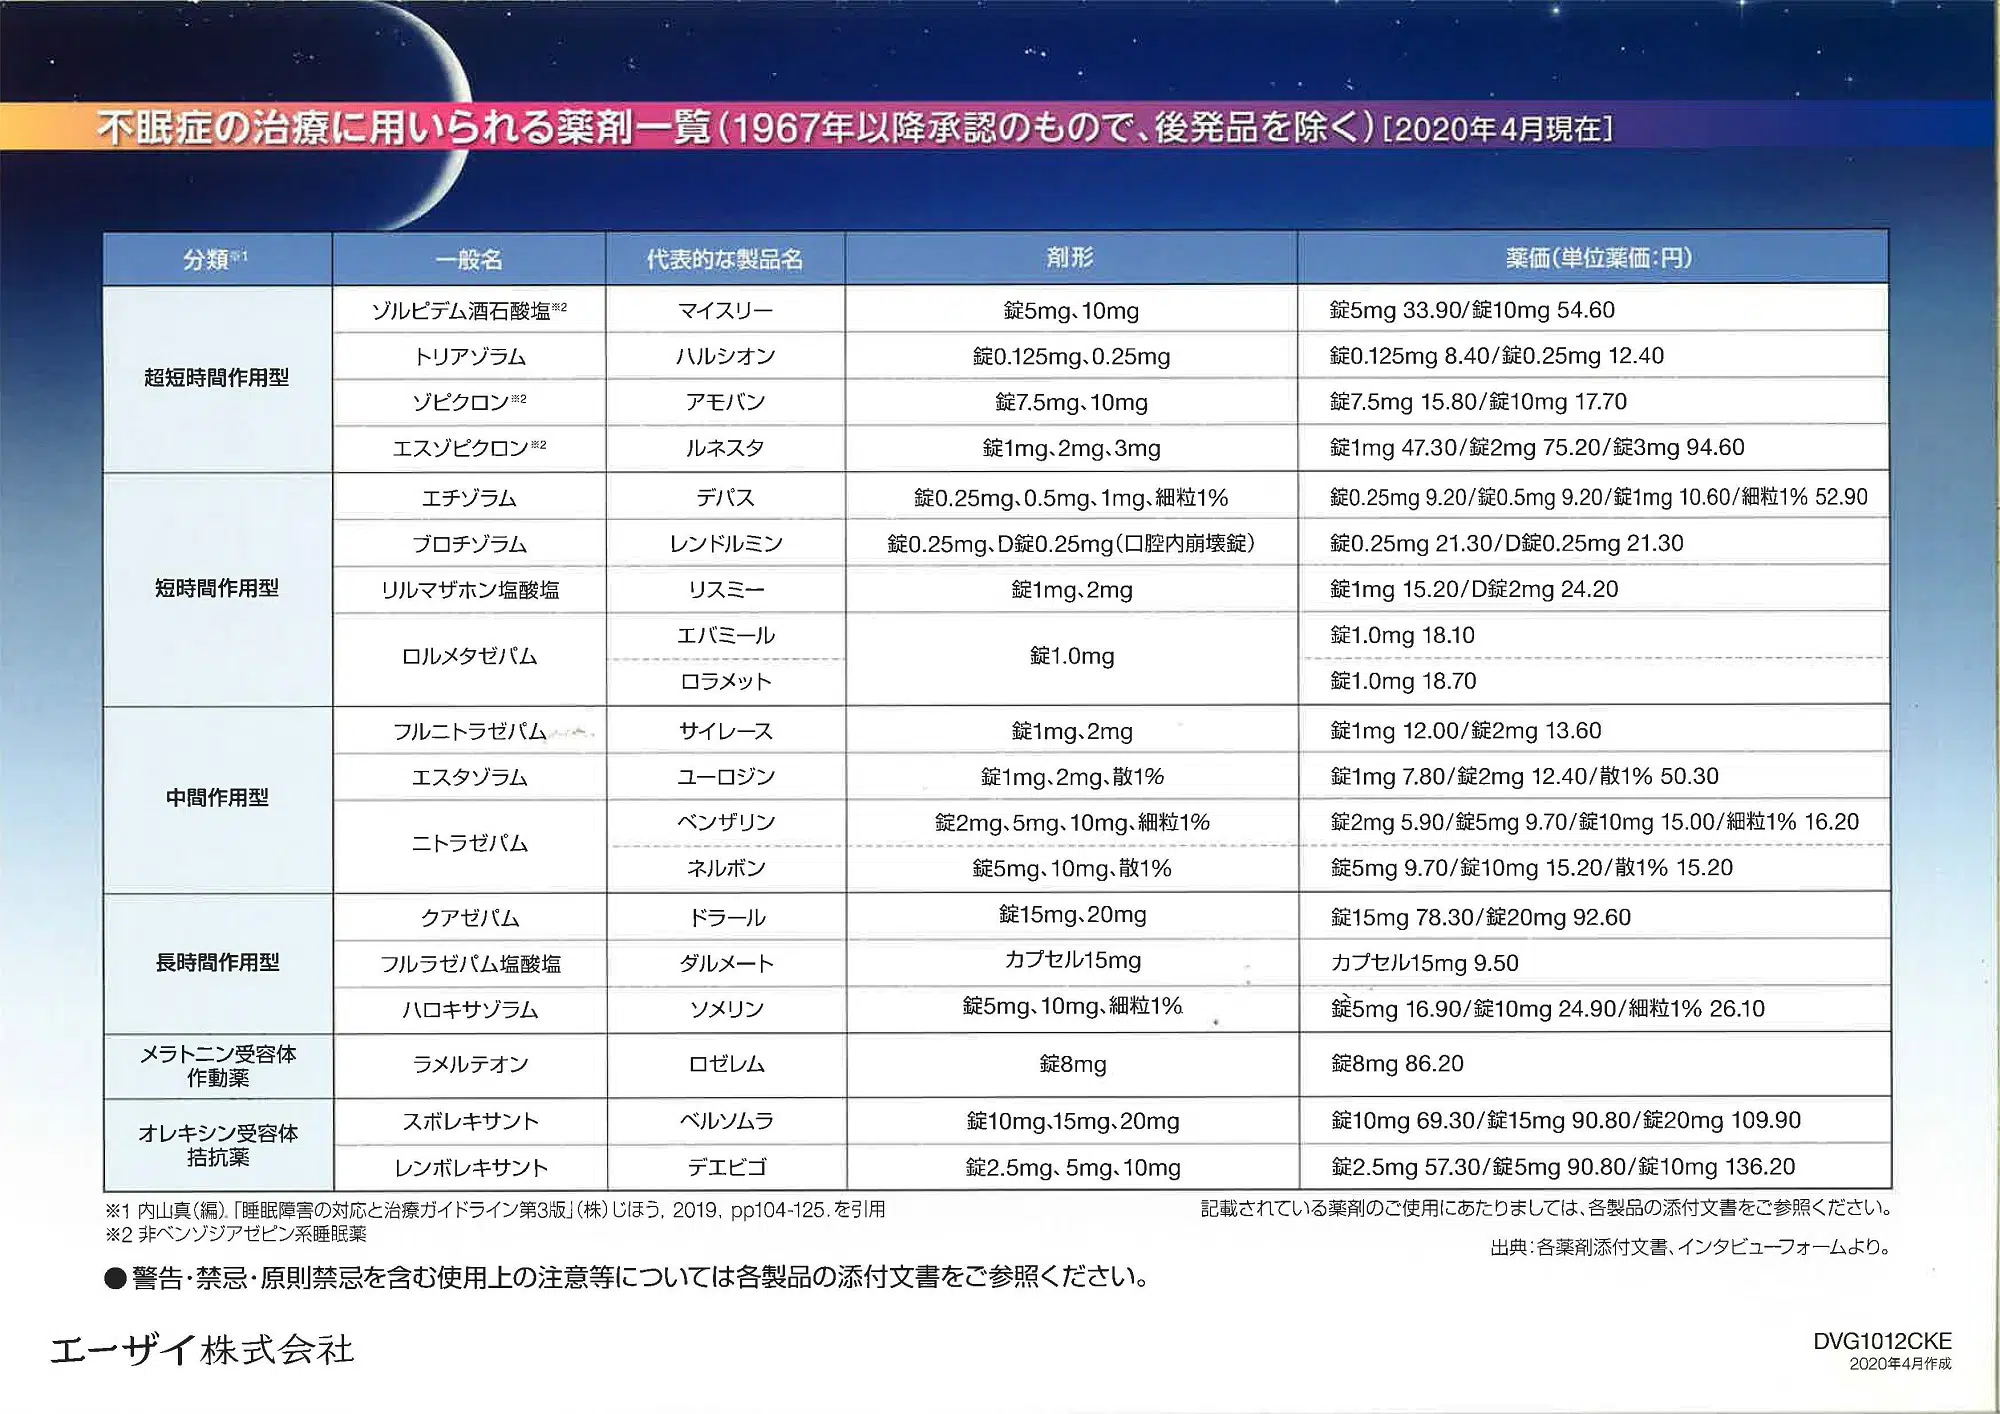 不眠症の治療に用いられる薬剤一覧(1967年以降承認のもので、後発品を除く)[2020年4月現在]
分類※1 一般名 代表的な製品名 剤形 薬価(単位薬価:円)
超短時間作用型
ゾルピデム酒石酸塩※2 マイスリー 錠5mg、10mg 錠5mg 33.90/錠10mg 54.60
トリアゾラム ハルシオン 錠0.125mg、0.25mg 錠0.125mg 8.40/錠0.25mg 12.40
ゾピクロン※2 アモバン 錠7.5mg、10mg 錠7.5mg 15.80/錠10mg 17.70
エスゾピクロン※2 ルネスタ 錠1mg、2mg、3mg 錠1mg 47.30/錠2mg 75.20/錠3mg 94.60
短時間作用型
エチゾラム デパス 錠0.25mg、0.5mg、1mg、細粒1% 錠0.25mg 9.20/錠0.5mg 9.20/錠1mg 10.60/細粒1% 52.90
ブロチゾラム レンドルミン 錠0.25mg、D錠0.25mg(口腔内崩壊錠) 錠0.25mg 21.30/D錠0.25mg 21.30
リルマザホン塩酸塩 リスミー 錠1mg、2mg 錠1mg 15.20/D錠2mg 24.20
ロルメタゼパム エバミール 錠1.0mg 錠1.0mg 18.10
ロラメット 錠1.0mg 18.70
中間作用型
フルニトラゼパム サイレース 錠1mg、2mg 錠1mg 12.00/錠2mg 13.60
エスタゾラム ユーロジン 錠1mg、2mg、散1% 錠1mg 7.80/錠2mg 12.40/散1% 50.30
ニトラゼパム ベンザリン 錠2mg、5mg、10mg、細粒1% 錠2mg 5.90/錠5mg 9.70/錠10mg 15.00/細粒1% 16.20
ネルボン 錠5mg、10mg、散1% 錠5mg 9.70/錠10mg 15.20/散1% 15.20
長時間作用型
クアゼパム ドラール 錠15mg、20mg 錠15mg 78.30/錠20mg 92.60
フルラゼパム塩酸塩 ダルメート カプセル15mg カプセル15mg 9.50
ハロキサゾラム ソメリン 錠5mg、10mg、細粒1% 錠5mg 16.90/錠10mg 24.90/細粒1% 26.10
メラトニン受容体
作動薬
ラメルテオン ロゼレム 錠8mg 錠8mg 86.20
オレキシン受容体
拮抗薬
スボレキサント ベルソムラ 錠10mg、15mg、20mg 錠10mg 69.30/錠15mg 90.80/錠20mg 109.90
レンボレキサント デエビゴ 錠2.5mg、5mg、10mg 錠2.5mg 57.30/錠5mg 90.80/錠10mg 136.20
※1 内山真(編).「睡眠障害の対応と治療ガイドライン第3版」(株)じほう, 2019, pp104-125.を引用
※2 非ベンゾジアゼピン系睡眠薬
記載されている薬剤のご使用にあたりましては、各製品の添付文書をご参照ください。
出典:各薬剤添付文書、インタビューフォームより。
●警告・禁忌・原則禁忌を含む使用上の注意等については各製品の添付文書をご参照ください。
エーザイ株式会社
DVG1012CKE
2020年4月作成